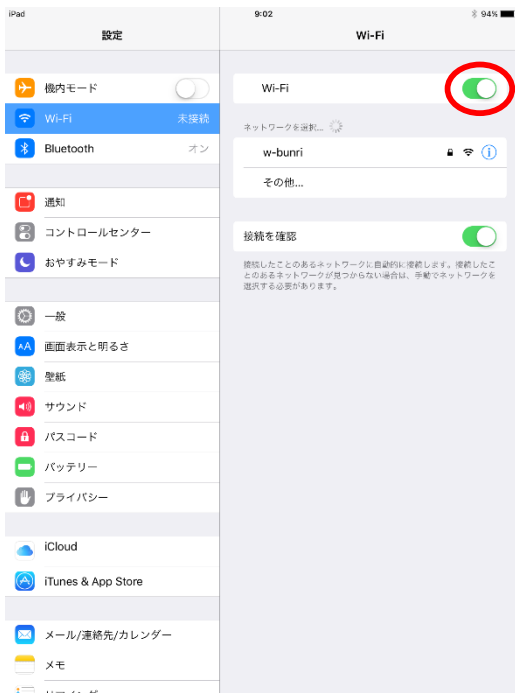 iPad
9:02
94%
設定
Wi-Fi
機内モード
Wi-Fi 未接続
Bluetooth オン
通知
コントロールセンター
おやすみモード
一般
画面表示と明るさ
壁紙
サウンド
パスコード
バッテリー
プライバシー
iCloud
iTunes & App Store
メール/連絡先/カレンダー
メモ
Wi-Fi
ネットワークを選択...
w-bunri
その他...
接続を確認
接続したことのあるネットワークに自動的に接続します。接続したこ
とのあるネットワークが見つからない場合は、手動でネットワークを
選択する必要があります。